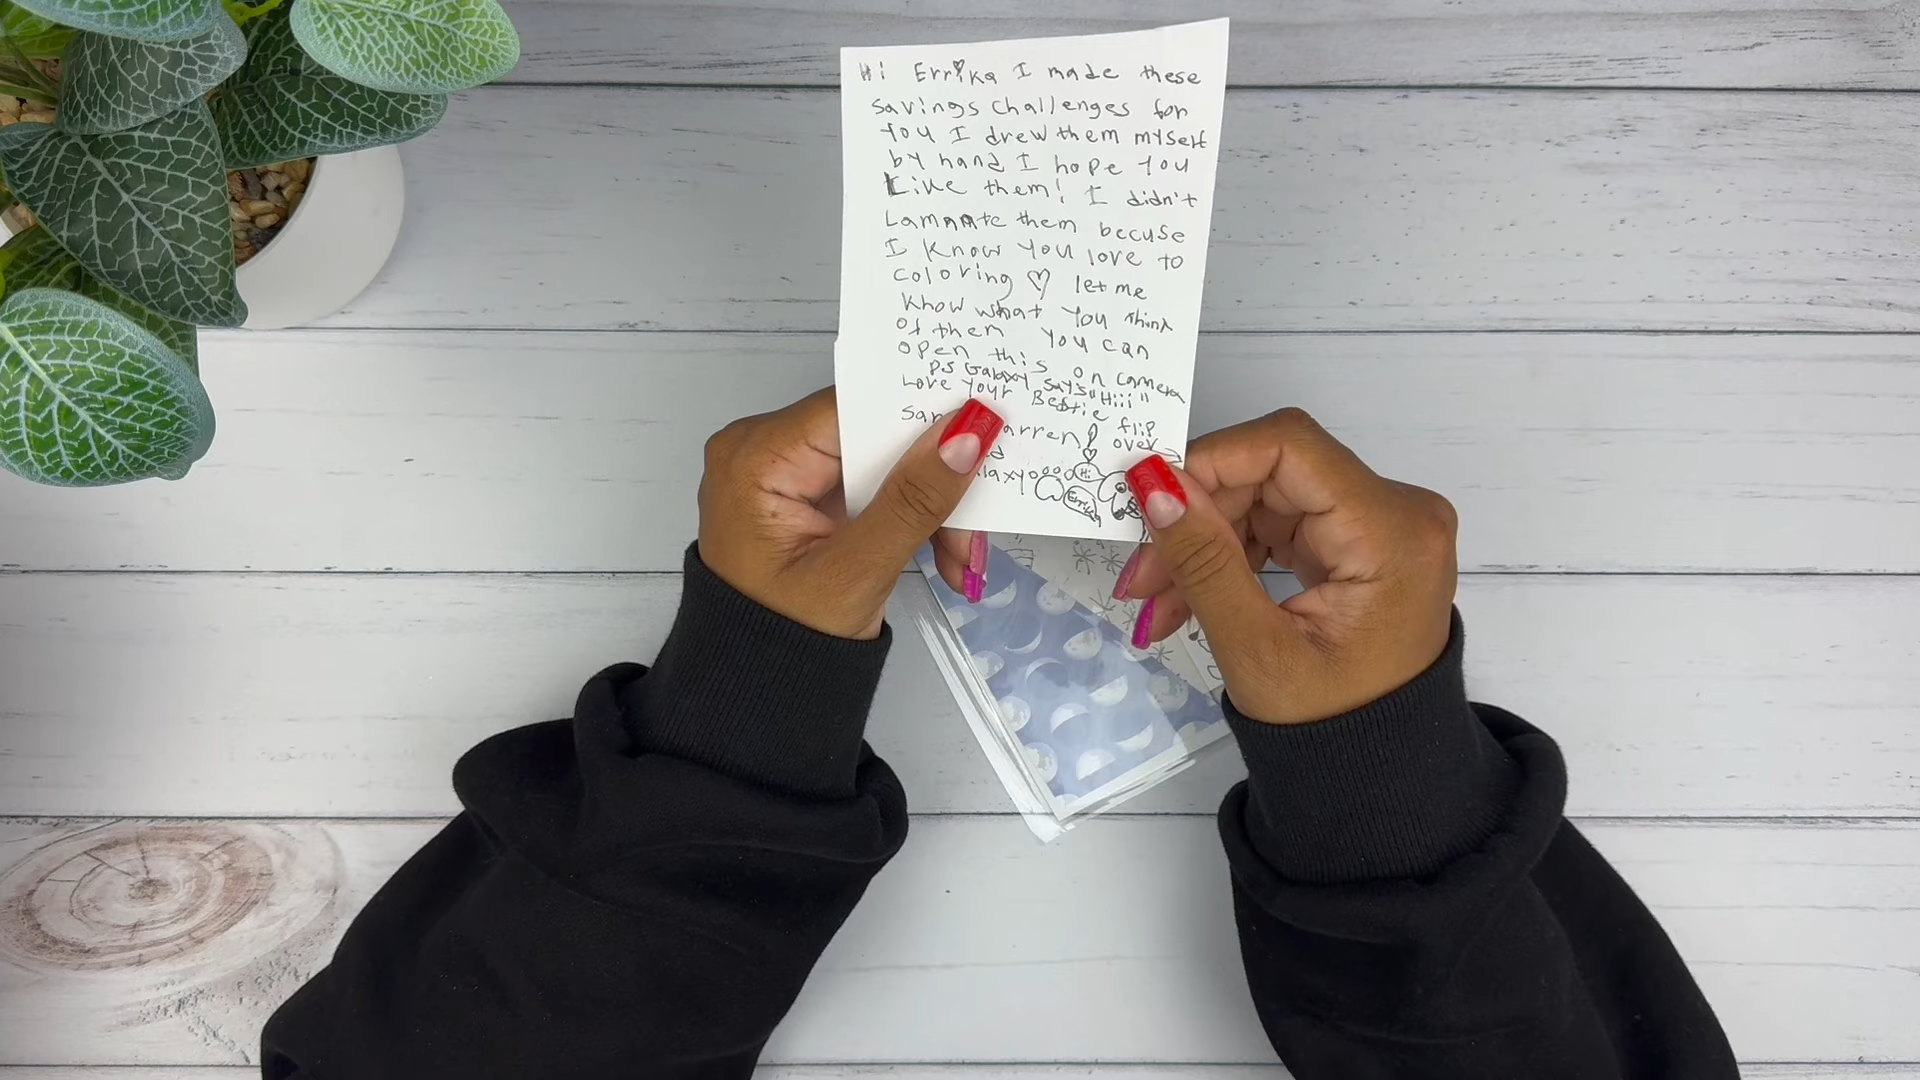 Hi Errika I made these
savings challenges for
you I drew them myself
by hand I hope you
Like them! I didn't
Lamnate them becuse
I know you love to
coloring ♡ let me
know what you think
of them you can
open this on camera
PS Galaxy says "Hiii"
Love your Bestie
flip
over
Hi
Errika